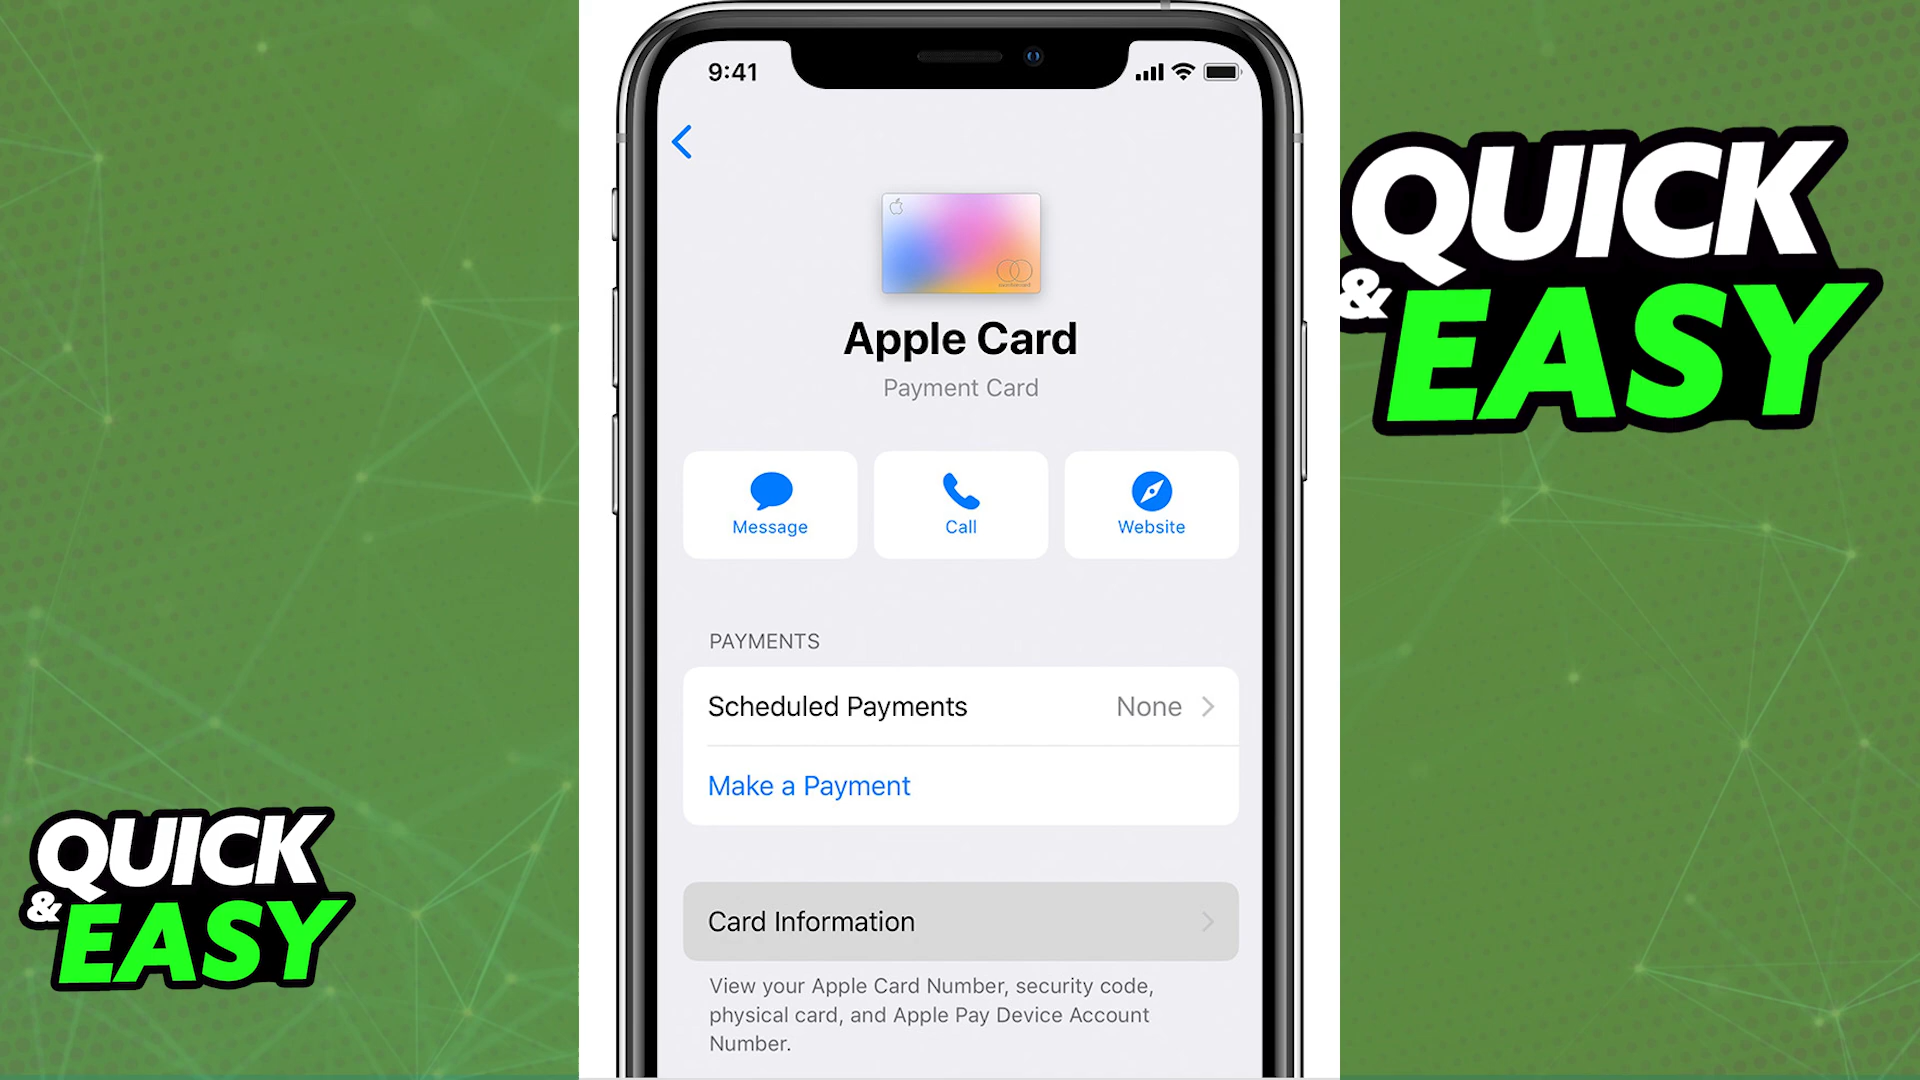 9:41
Apple Card
Payment Card
Message
Call
Website
PAYMENTS
Scheduled Payments None
Make a Payment
Card Information
View your Apple Card Number, security code,
physical card, and Apple Pay Device Account
Number.
QUICK
& EASY
QUICK
& EASY